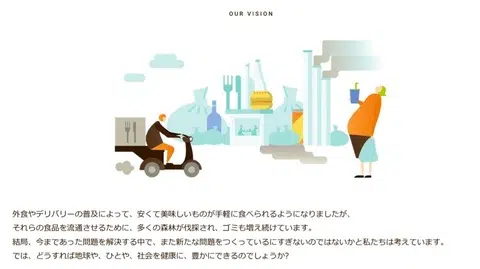 OUR VISION
外食やデリバリーの普及によって、安くて美味しいものが手軽に食べられるようになりましたが、
それらの食品を流通させるために、多くの森林が伐採され、ゴミも増え続けています。
結局、今まであった問題を解決する中で、また新たな問題をつくっているにすぎないのではないかと私たちは考えています。
では、どうすれば地球や、ひとや、社会を健康に、豊かにできるのでしょうか?